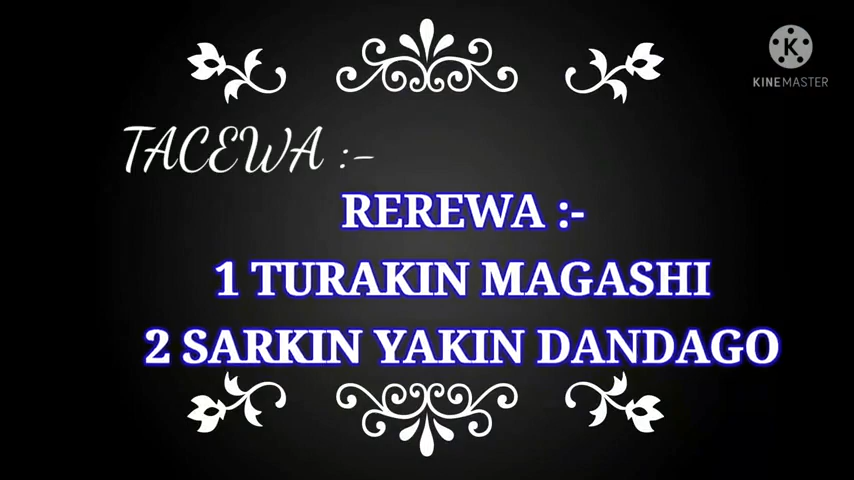 K
KINEMASTER
TACEWA :-
REREWA :-
1 TURAKIN MAGASHI
2 SARKIN YAKIN DANDAGO